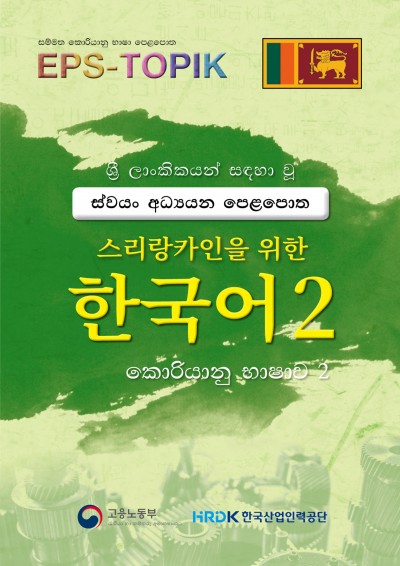 සම්මත කොරියානු භාෂා පෙළපොත
EPS-TOPIK
ශ්‍රී ලාංකිකයන් සඳහා වූ
ස්වයං අධ්‍යයන පෙළපොත
스리랑카인을 위한
한국어 2
කොරියානු භාෂාව 2
고용노동부
HRDK 한국산업인력공단